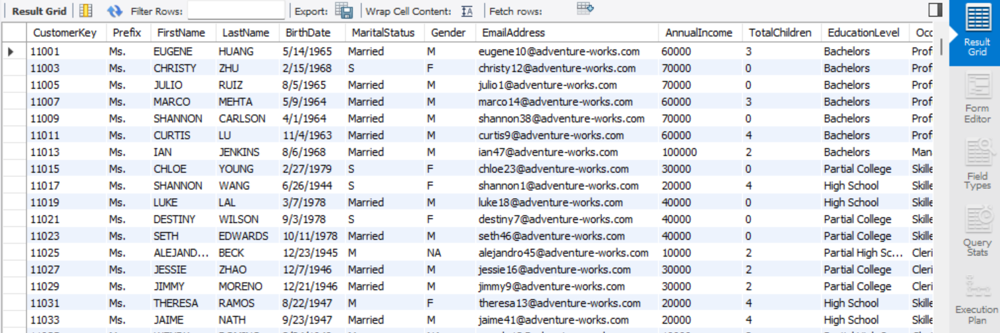 Result Grid Filter Rows: Export: Wrap Cell Content: IA Fetch rows:
CustomerKey Prefix FirstName LastName BirthDate MaritalStatus Gender EmailAddress AnnualIncome TotalChildren EducationLevel Occ
11001 Ms. EUGENE HUANG 5/14/1965 Married M eugene10@adventure-works.com 60000 3 Bachelors Prof
11003 Ms. CHRISTY ZHU 2/15/1968 S F christy12@adventure-works.com 70000 0 Bachelors Prof
11005 Ms. JULIO RUIZ 8/5/1965 Married M julio1@adventure-works.com 70000 0 Bachelors Prof
11007 Ms. MARCO MEHTA 5/9/1964 Married M marco14@adventure-works.com 60000 3 Bachelors Prof
11009 Ms. SHANNON CARLSON 4/1/1964 Married M shannon38@adventure-works.com 70000 0 Bachelors Prof
11011 Ms. CURTIS LU 11/4/1963 Married M curtis9@adventure-works.com 60000 4 Bachelors Prof
11013 Ms. IAN JENKINS 8/6/1968 Married M ian47@adventure-works.com 100000 2 Bachelors Man
11015 Ms. CHLOE YOUNG 2/27/1979 S F chloe23@adventure-works.com 30000 0 Partial College Skille
11017 Ms. SHANNON WANG 6/26/1944 S F shannon1@adventure-works.com 20000 4 High School Skille
11019 Ms. LUKE LAL 3/7/1978 Married M luke18@adventure-works.com 40000 0 High School Skille
11021 Ms. DESTINY WILSON 9/3/1978 S F destiny7@adventure-works.com 40000 0 Partial College Skille
11023 Ms. SETH EDWARDS 10/11/1978 Married M seth46@adventure-works.com 40000 0 Partial College Skille
11025 Ms. ALEJAND... BECK 12/23/1945 M NA alejandro45@adventure-works.com 10000 2 Partial High Sc... Cleri
11027 Ms. JESSIE ZHAO 12/7/1946 Married M jessie16@adventure-works.com 30000 2 Partial College Cleri
11029 Ms. JIMMY MORENO 12/21/1946 Married M jimmy9@adventure-works.com 30000 2 Partial College Cleri
11031 Ms. THERESA RAMOS 8/22/1947 M F theresa13@adventure-works.com 20000 4 High School Skille
11033 Ms. JAIME NATH 9/23/1947 Married M jaime41@adventure-works.com 20000 4 High School Skille
Result
Grid
Form
Editor
Field
Types
Query
Stats
Execution
Plan